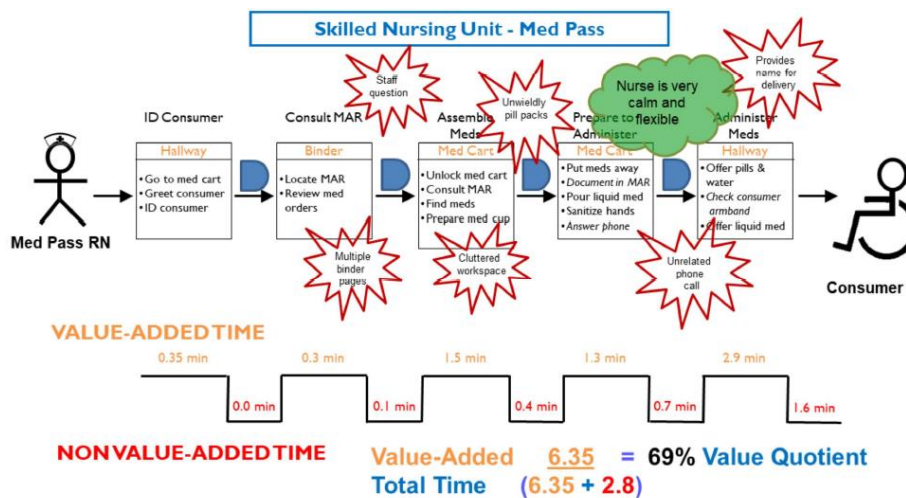 Skilled Nursing Unit - Med Pass
Staff
question
Unwieldly
pill packs
Nurse is very
calm and
flexible
Provides
name for
delivery
ID Consumer
Hallway
•Go to med cart
•Greet consumer
•ID consumer
Consult MAR
Binder
•Locate MAR
•Review med
orders
Assemble
Meds
Med Cart
•Unlock med cart
•Consult MAR
•Find meds
•Prepare med cup
Prepare to
Administer
Med Cart
•Put meds away
•Document in MAR
•Pour liquid med
•Sanitize hands
•Answer phone
Administer
Meds
Hallway
•Offer pills &
water
•Check consumer
armband
•Offer liquid med
Med Pass RN
Multiple
binder
pages
Cluttered
workspace
Unrelated
phone
call
Consumer
VALUE-ADDED TIME
0.35 min
0.3 min
1.5 min
1.3 min
2.9 min
0.0 min
0.1 min
0.4 min
0.7 min
1.6 min
NON VALUE-ADDED TIME
Value-Added 6.35 = 69% Value Quotient
Total Time (6.35 + 2.8)